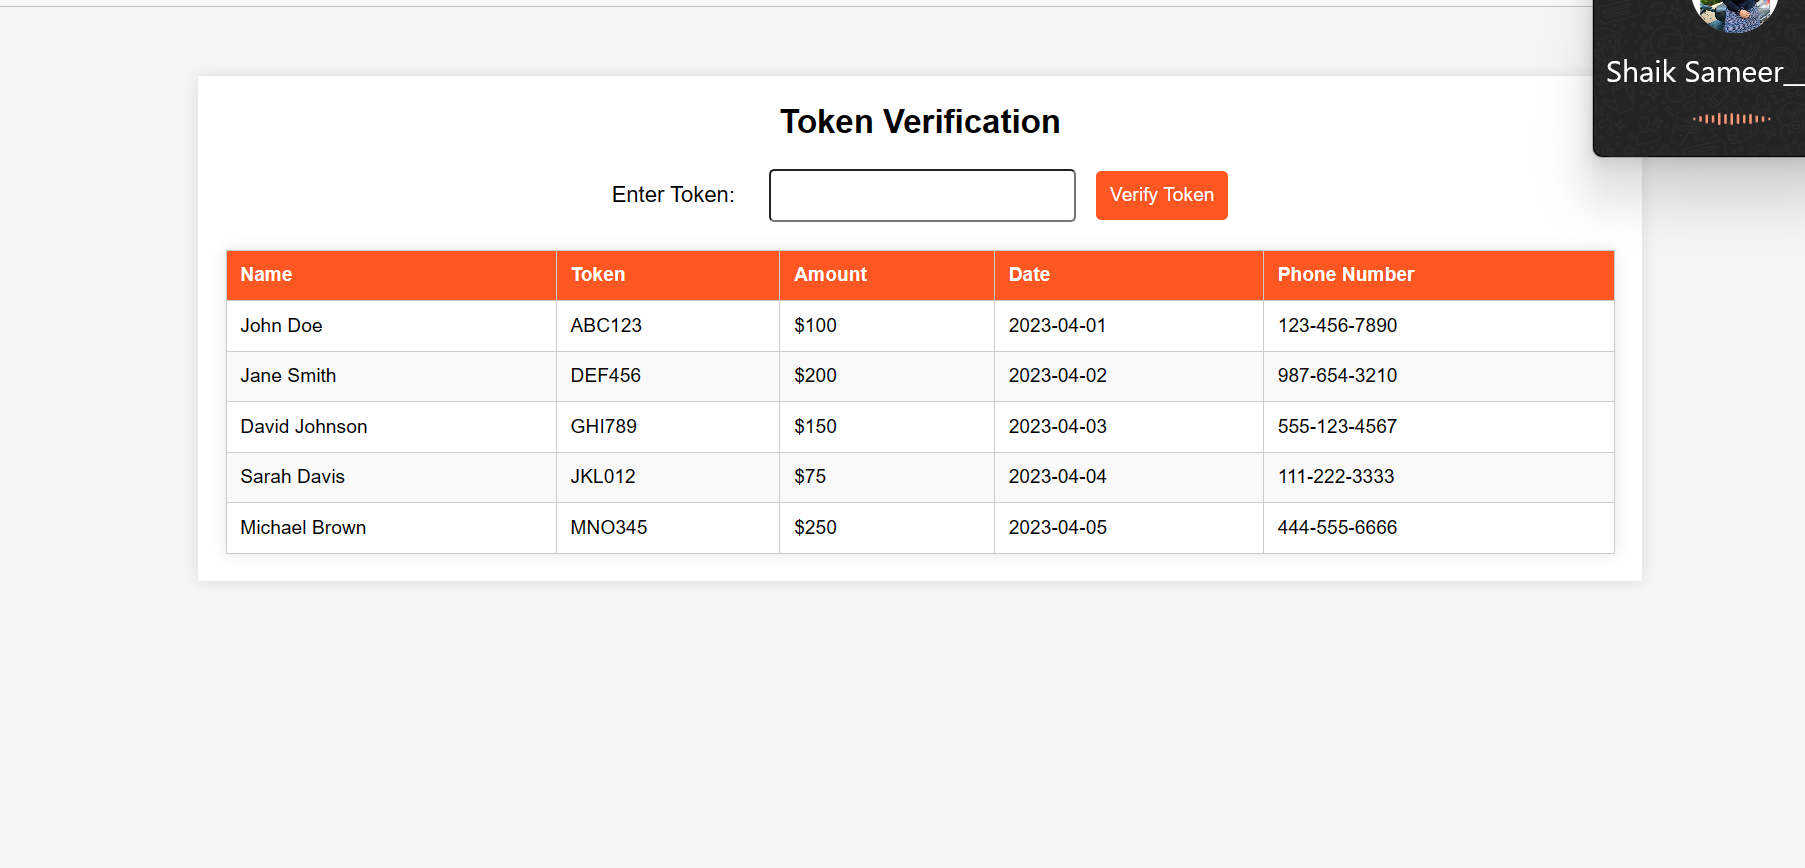 Shaik Sameer__
Token Verification
Enter Token: Verify Token
Name Token Amount Date Phone Number
John Doe ABC123 $100 2023-04-01 123-456-7890
Jane Smith DEF456 $200 2023-04-02 987-654-3210
David Johnson GHI789 $150 2023-04-03 555-123-4567
Sarah Davis JKL012 $75 2023-04-04 111-222-3333
Michael Brown MNO345 $250 2023-04-05 444-555-6666